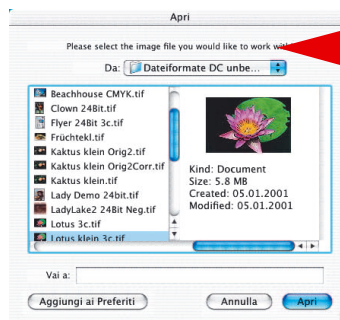 Apri
Please select the image file you would like to work
Da: Dateiformate DC unbe...
Beachhouse CMYK.tif
Clown 24Bit.tif
Flyer 24Bit 3c.tif
Früchtekl.tif
Kaktus klein Orig2.tif
Kaktus klein Orig2Corr.tif
Kaktus klein.tif
Lady Demo 24bit.tif
LadyLake2 24Bit Neg.tif
Lotus 3c.tif
Lotus klein 3c.tif
Kind: Document
Size: 5.8 MB
Created: 05.01.2001
Modified: 05.01.2001
Vai a:
Aggiungi ai Preferiti
Annulla
Apri